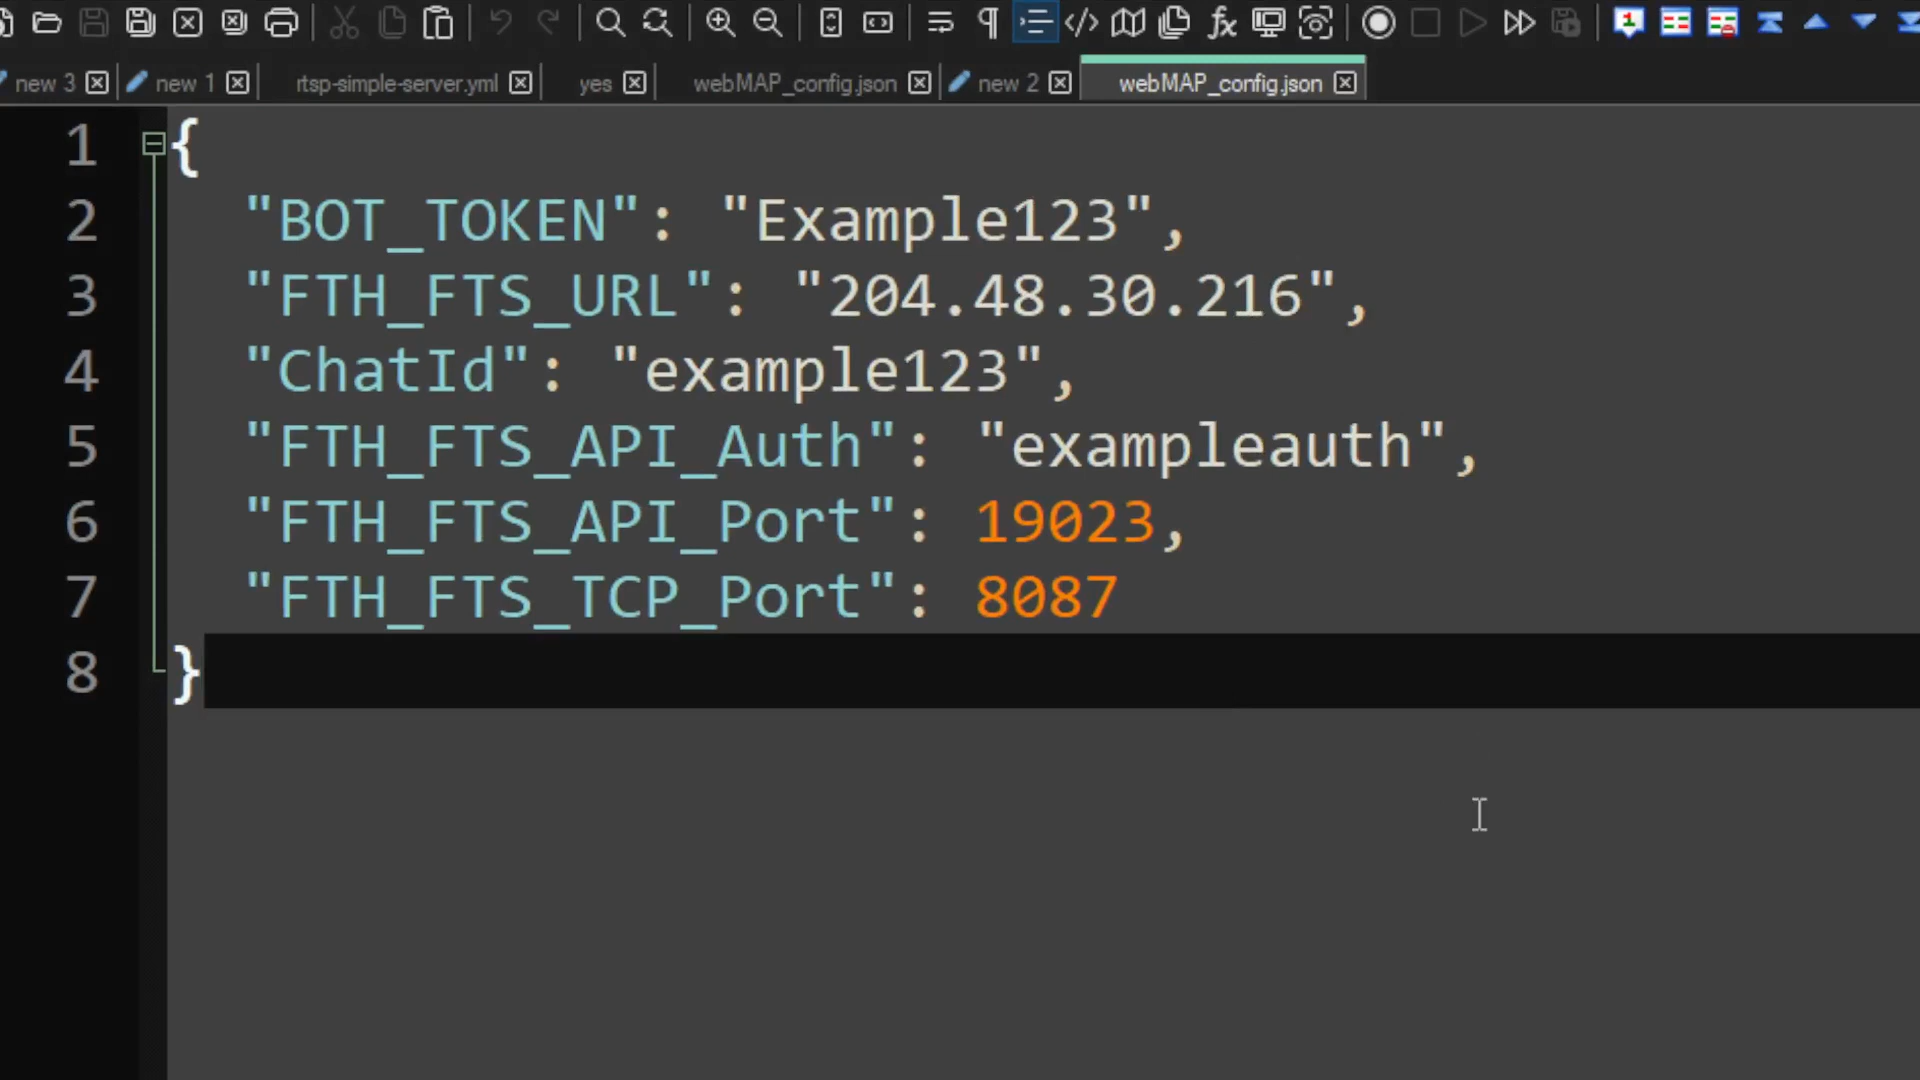 new 3 new 1 rtsp-simple-server.yml yes webMAP_config.json new 2 webMAP_config.json
1 {
2 "BOT_TOKEN": "Example123",
3 "FTH_FTS_URL": "204.48.30.216",
4 "ChatId": "example123",
5 "FTH_FTS_API_Auth": "exampleauth",
6 "FTH_FTS_API_Port": 19023,
7 "FTH_FTS_TCP_Port": 8087
8 }